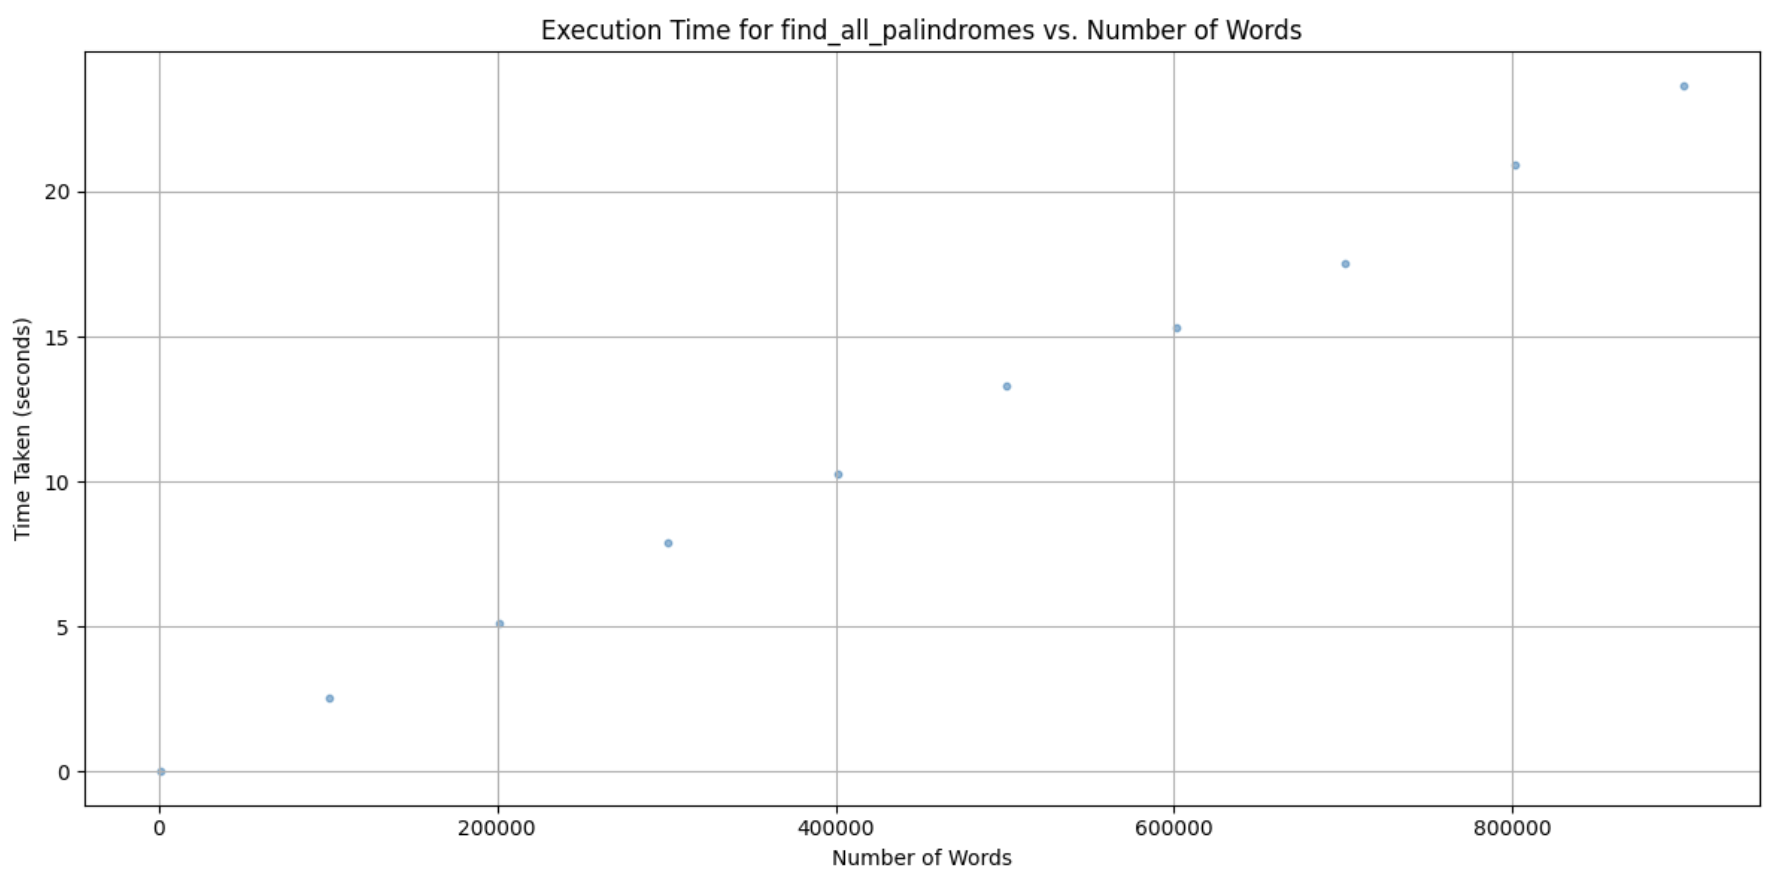 Execution Time for find_all_palindromes vs. Number of Words
20
15
10
5
0
Time Taken (seconds)
0 200000 400000 600000 800000
Number of Words